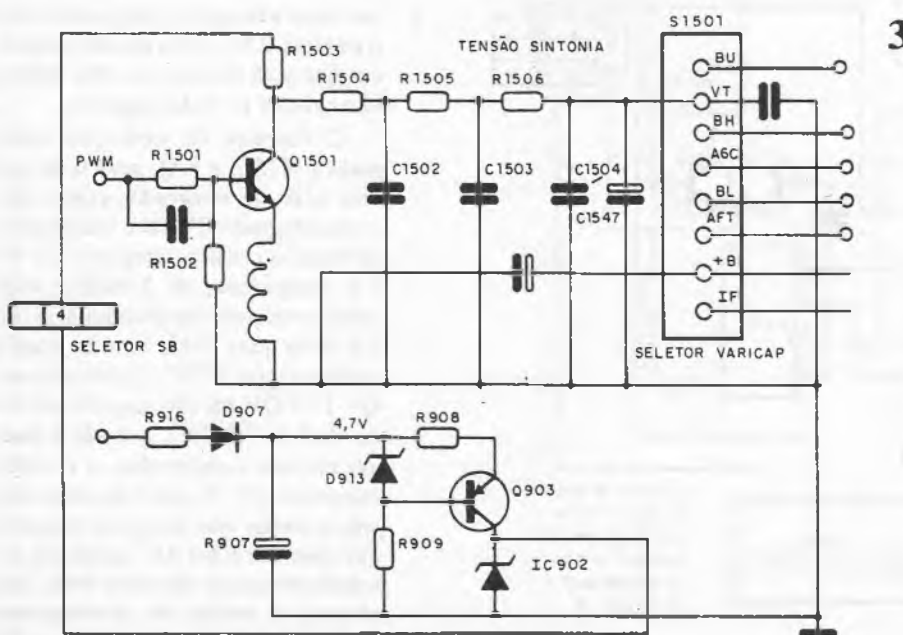 S1501
3
R1503
TENSÃO SINTONIA
BU
R1504
R1505
R1506
VT
BH
PWM
R1501
Q1501
AGC
C1502
C1503
C1504
BL
C1547
AFT
R1502
+B
4
IF
SELETOR SB
SELETOR VARICAP
R916
D907
4,7V
R908
D913
Q903
R907
R909
IC902